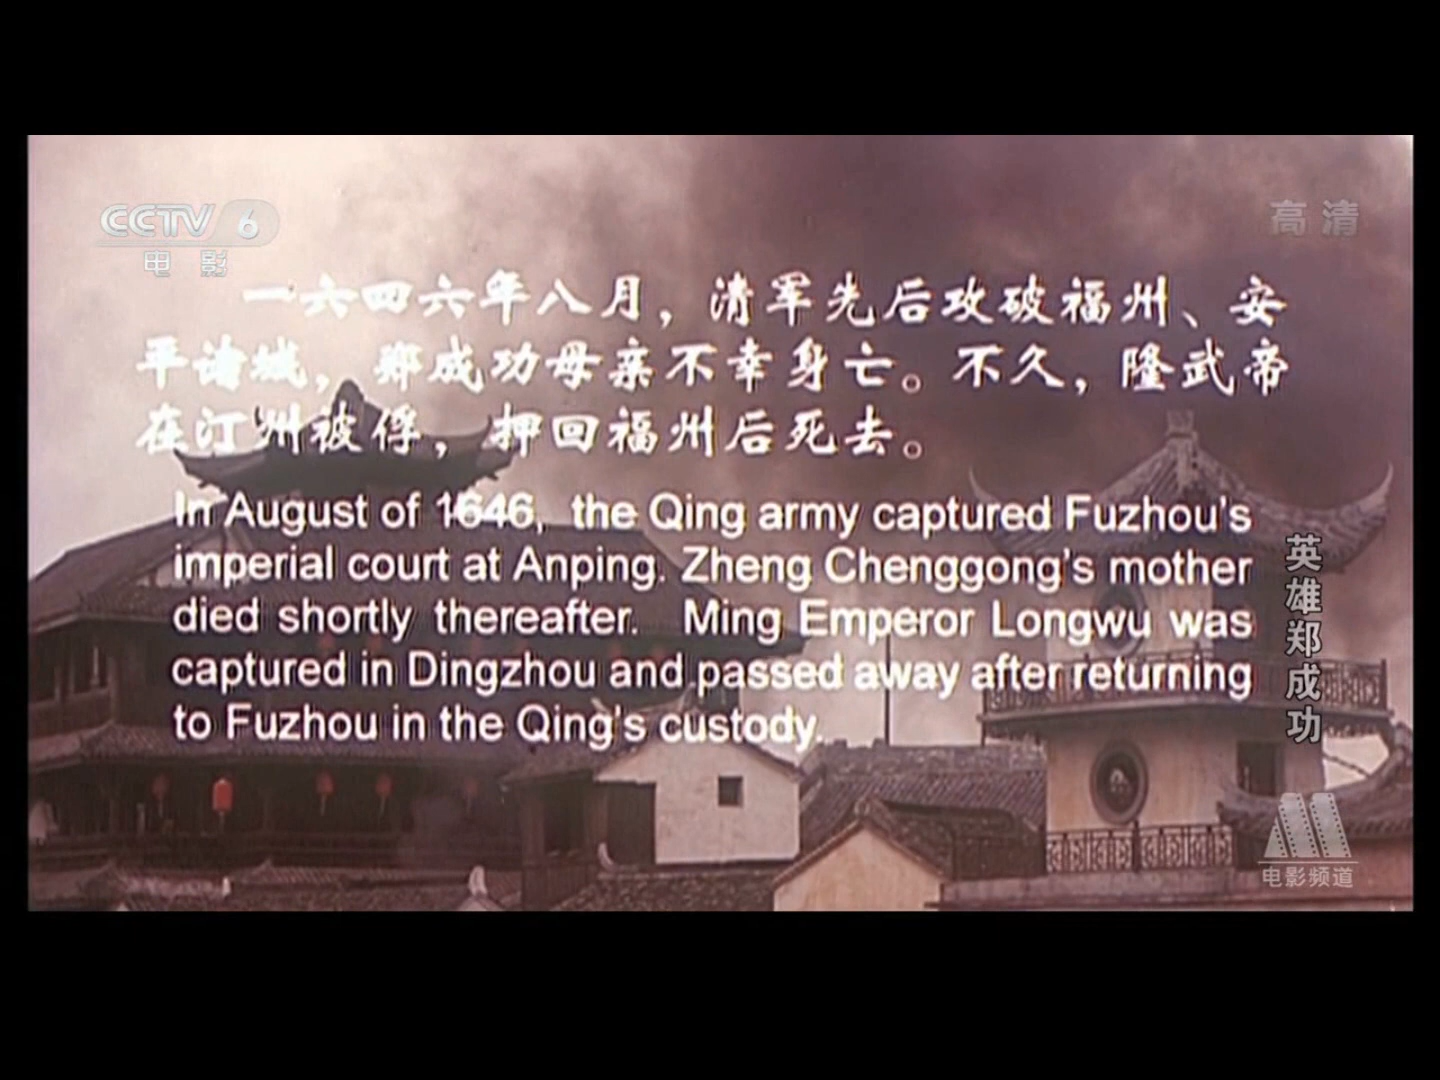 CCTV 6
电影
高清
一六四六年八月，清军先后攻破福州、安
平诸城，郑成功母亲不幸身亡。不久，隆武帝
在汀州被俘，押回福州后死去。
In August of 1646, the Qing army captured Fuzhou's
imperial court at Anping. Zheng Chenggong's mother
died shortly thereafter. Ming Emperor Longwu was
captured in Dingzhou and passed away after returning
to Fuzhou in the Qing's custody.
英雄郑成功
电影频道